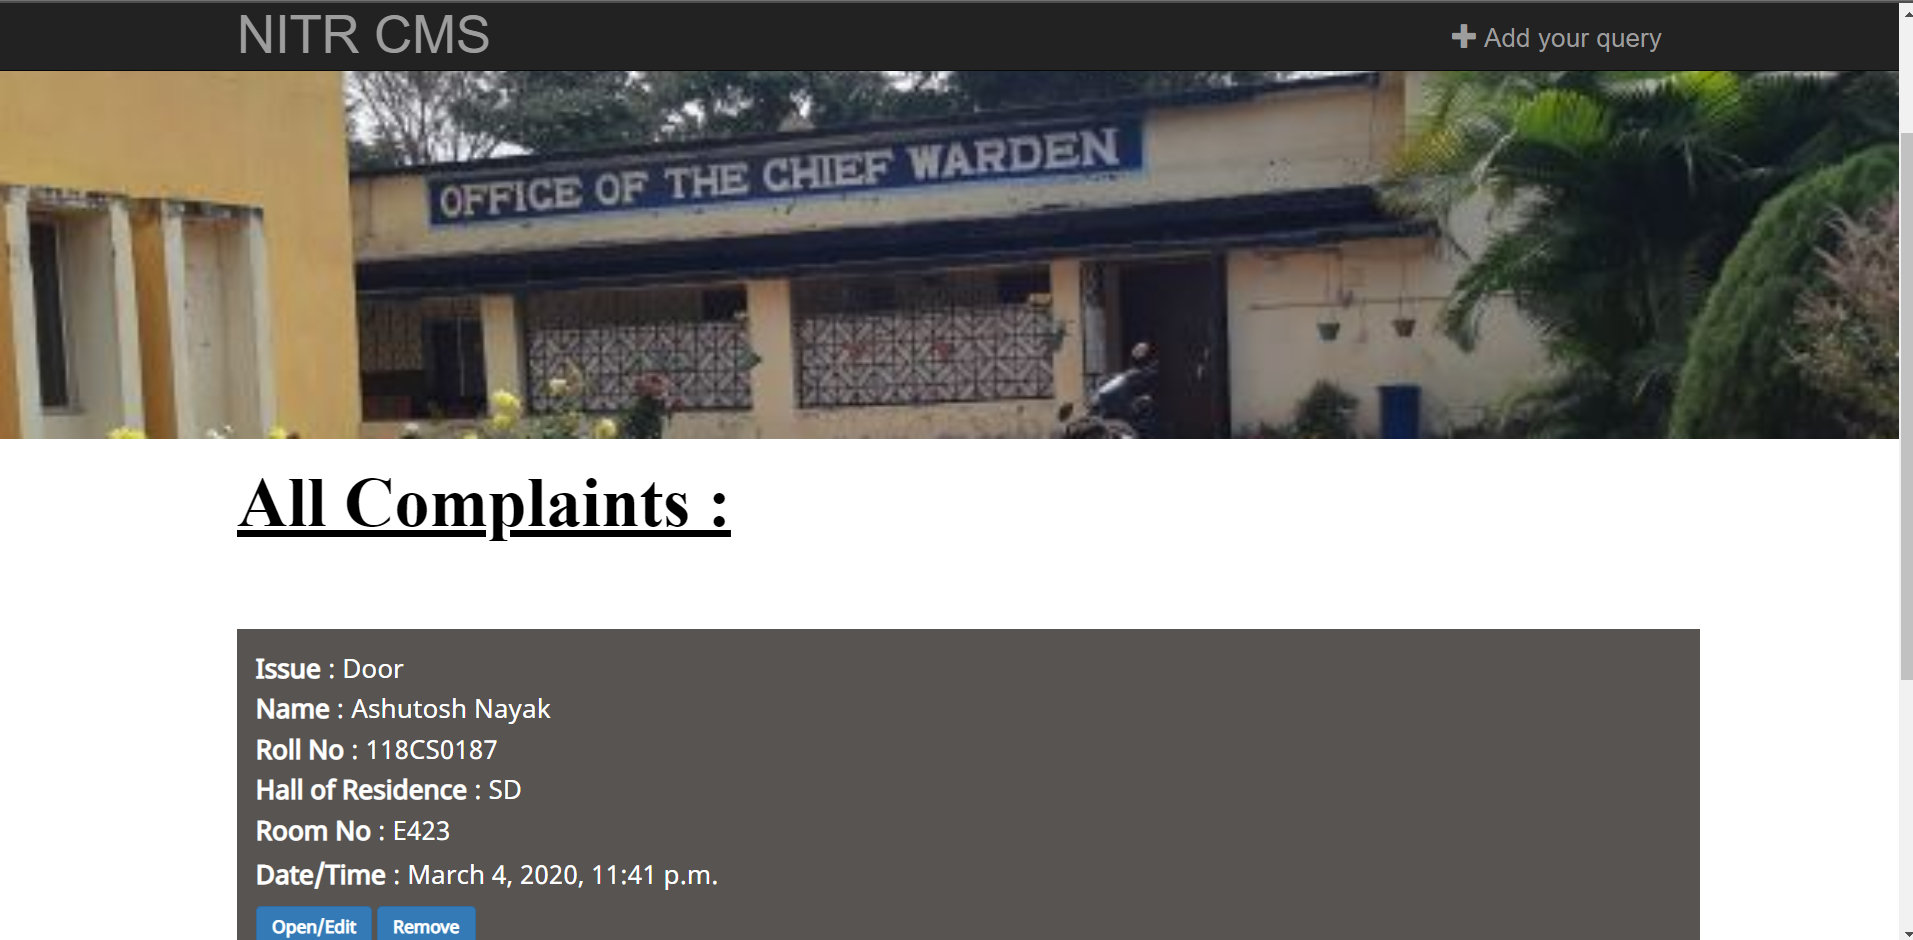 NITR CMS
Add your query
OFFICE OF THE CHIEF WARDEN
All Complaints :
Issue : Door
Name : Ashutosh Nayak
Roll No : 118CS0187
Hall of Residence : SD
Room No : E423
Date/Time : March 4, 2020, 11:41 p.m.
Open/Edit Remove